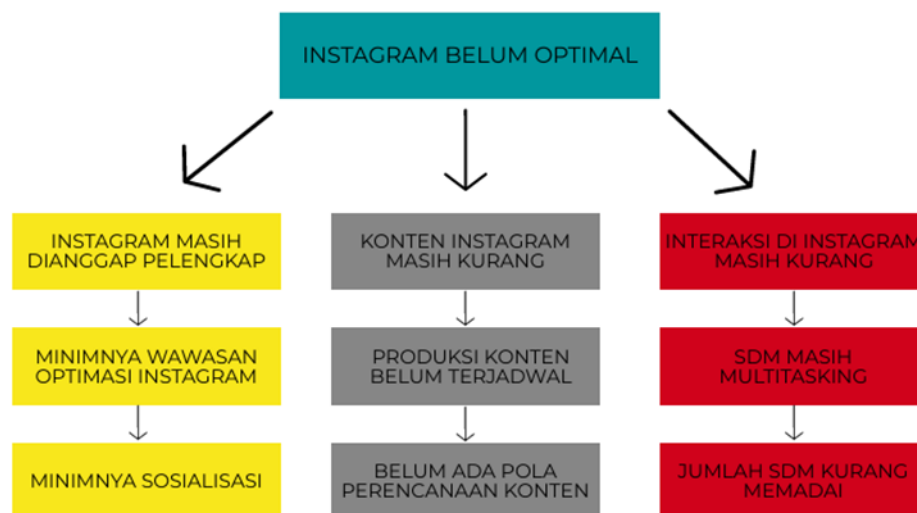 INSTAGRAM BELUM OPTIMAL
INSTAGRAM MASIH
DIANGGAP PELENGKAP
MINIMNYA WAWASAN
OPTIMASI INSTAGRAM
MINIMNYA SOSIALISASI
KONTEN INSTAGRAM
MASIH KURANG
PRODUKSI KONTEN
BELUM TERJADWAL
BELUM ADA POLA
PERENCANAAN KONTEN
INTERAKSI DI INSTAGRAM
MASIH KURANG
SDM MASIH
MULTITASKING
JUMLAH SDM KURANG
MEMADAI